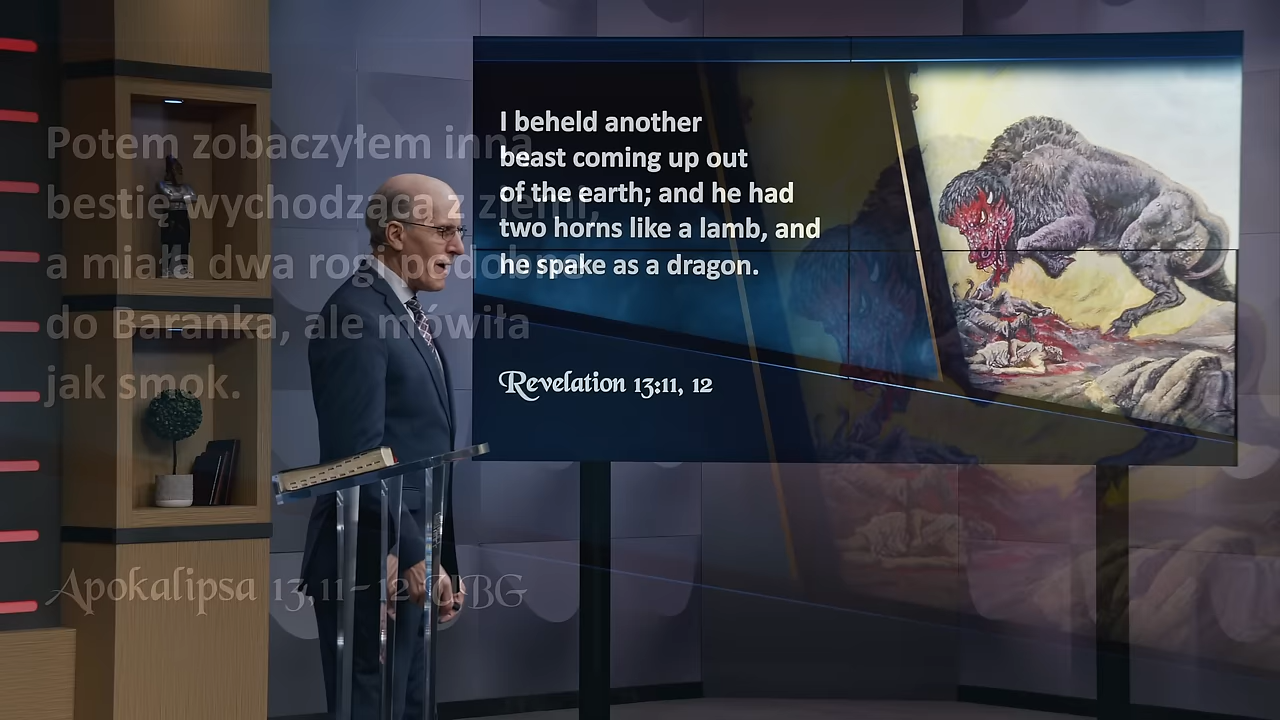 Potem zobaczyłem inną
bestię wychodzącą z ziemi,
a miała dwa rogi podobne
do Baranka, ale mówiła
jak smok.
Apokalipsa 13,11-12 UBG
I beheld another
beast coming up out
of the earth; and he had
two horns like a lamb, and
he spake as a dragon.
Revelation 13:11, 12